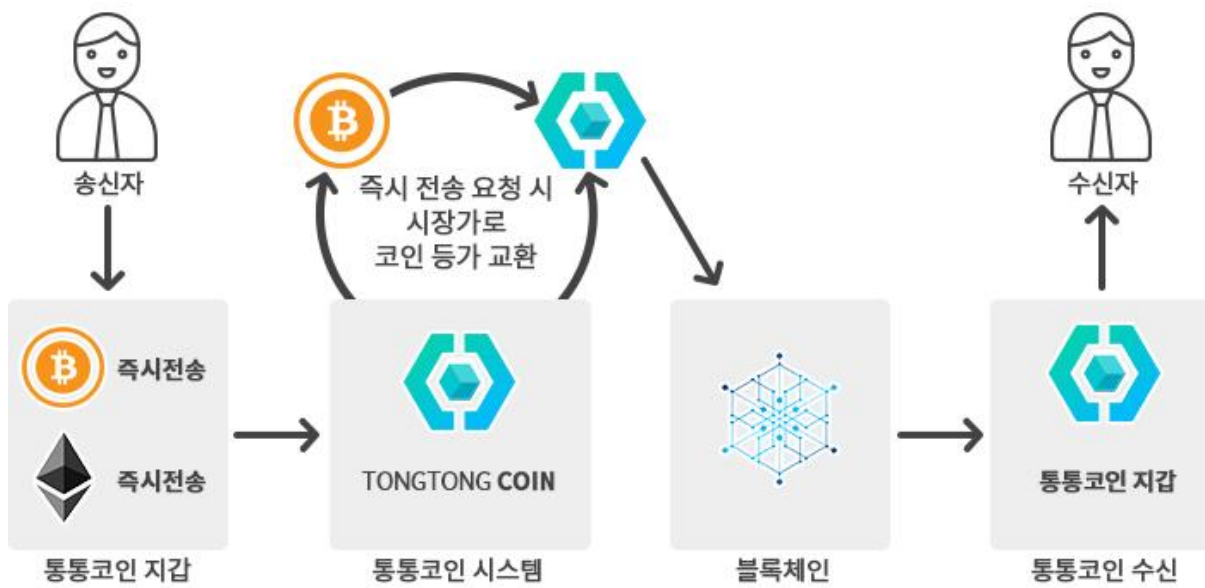 송신자
수신자
즉시 전송 요청 시
시장가로
코인 등가 교환
즉시전송
즉시전송
TONGTONG COIN
통통코인 지갑
통통코인 지갑
통통코인 시스템
블록체인
통통코인 수신